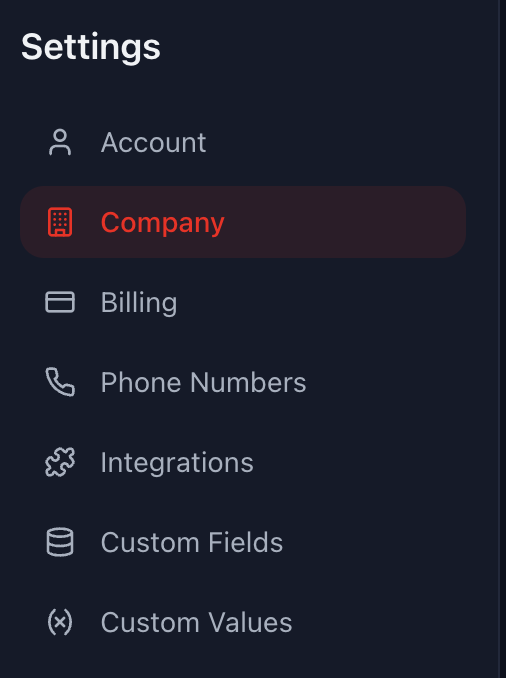 Settings
Account
Company
Billing
Phone Numbers
Integrations
Custom Fields
Custom Values